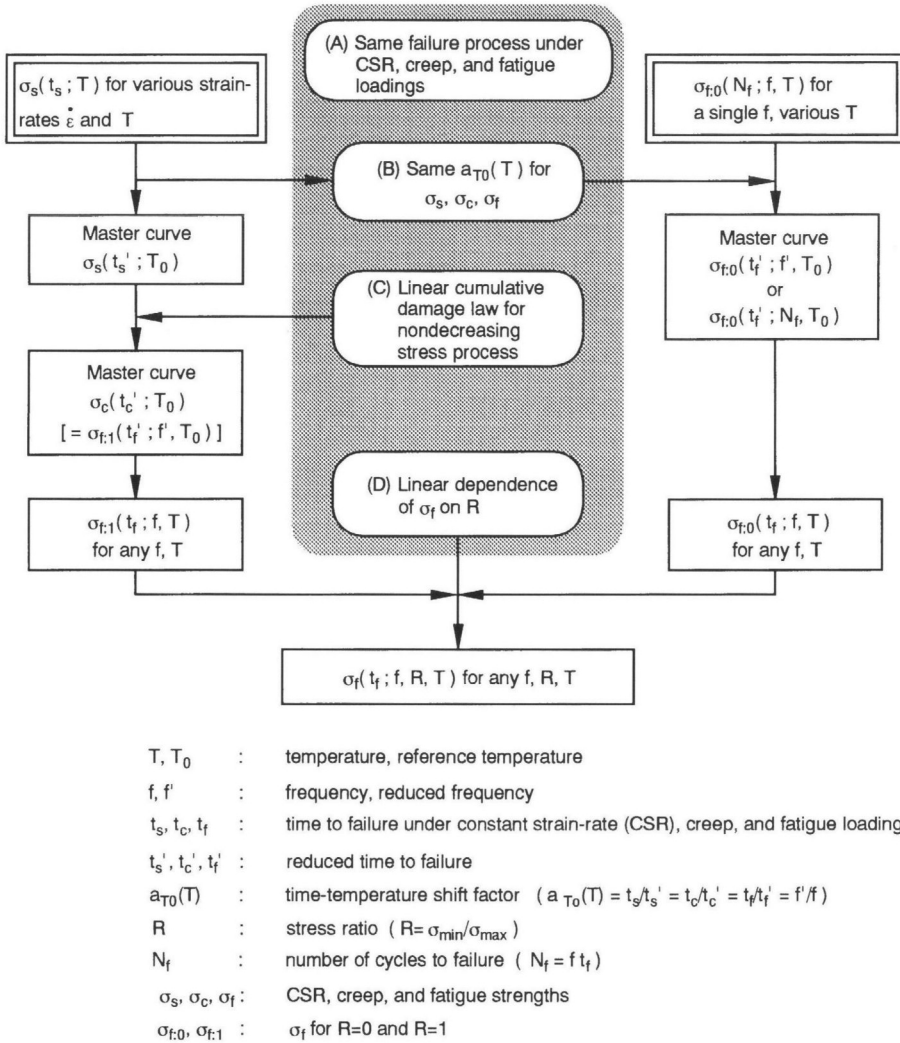 (A) Same failure process under
CSR, creep, and fatigue
loadings
σs( ts ; T ) for various strain-
rates ε̇ and T
σf:0( Nf ; f, T ) for
a single f, various T
(B) Same aT0( T ) for
σs, σc, σf
Master curve
σs( ts' ; T0 )
Master curve
σf:0( tf' ; f', T0 )
or
σf:0( tf' ; Nf, T0 )
(C) Linear cumulative
damage law for
nondecreasing
stress process
Master curve
σc( tc' ; T0 )
[ = σf:1( tf' ; f', T0 ) ]
(D) Linear dependence
of σf on R
σf:1( tf ; f, T )
for any f, T
σf:0( tf ; f, T )
for any f, T
σf( tf ; f, R, T ) for any f, R, T
T, T0 : temperature, reference temperature
f, f' : frequency, reduced frequency
ts, tc, tf : time to failure under constant strain-rate (CSR), creep, and fatigue loading
ts', tc', tf' : reduced time to failure
aT0(T) : time-temperature shift factor ( a To(T) = ts/ts' = tc/tc' = tf/tf' = f'/f )
R : stress ratio ( R= σmin/σmax )
Nf : number of cycles to failure ( Nf = f tf )
σs, σc, σf : CSR, creep, and fatigue strengths
σf:0, σf:1 : σf for R=0 and R=1